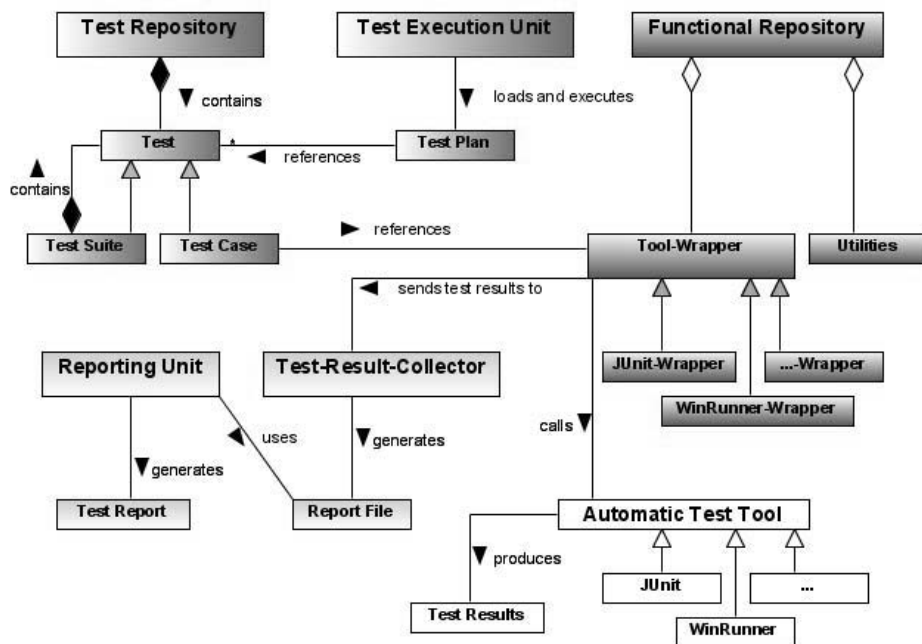 Test Repository
Test Execution Unit
Functional Repository
contains
loads and executes
Test
*
references
Test Plan
contains
Test Suite
Test Case
references
Tool-Wrapper
Utilities
sends test results to
Reporting Unit
Test-Result-Collector
JUnit-Wrapper
...-Wrapper
WinRunner-Wrapper
uses
generates
calls
generates
Test Report
Report File
Automatic Test Tool
produces
JUnit
...
Test Results
WinRunner